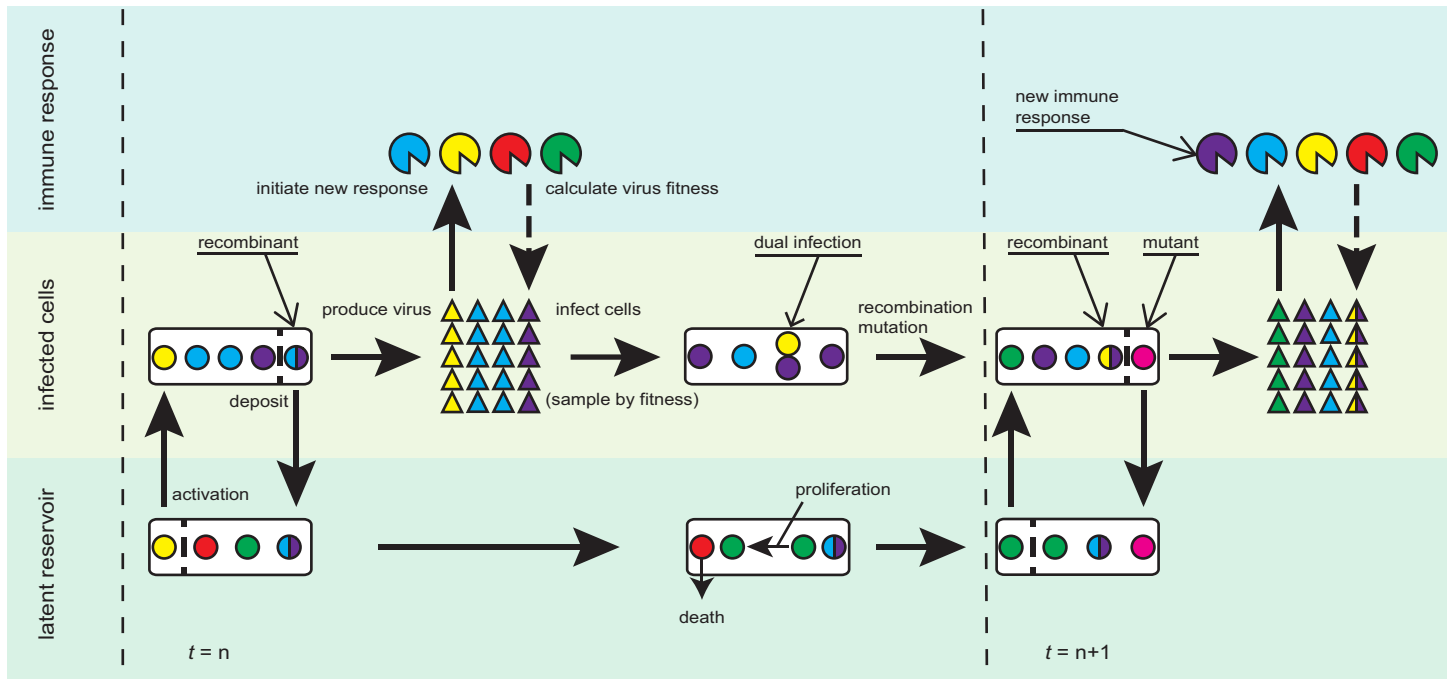 immune response
new immune
response
initiate new response
calculate virus fitness
infected cells
recombinant
dual infection
recombinant
mutant
produce virus
infect cells
recombination
mutation
deposit
(sample by fitness)
latent reservoir
activation
proliferation
death
t = n
t = n+1